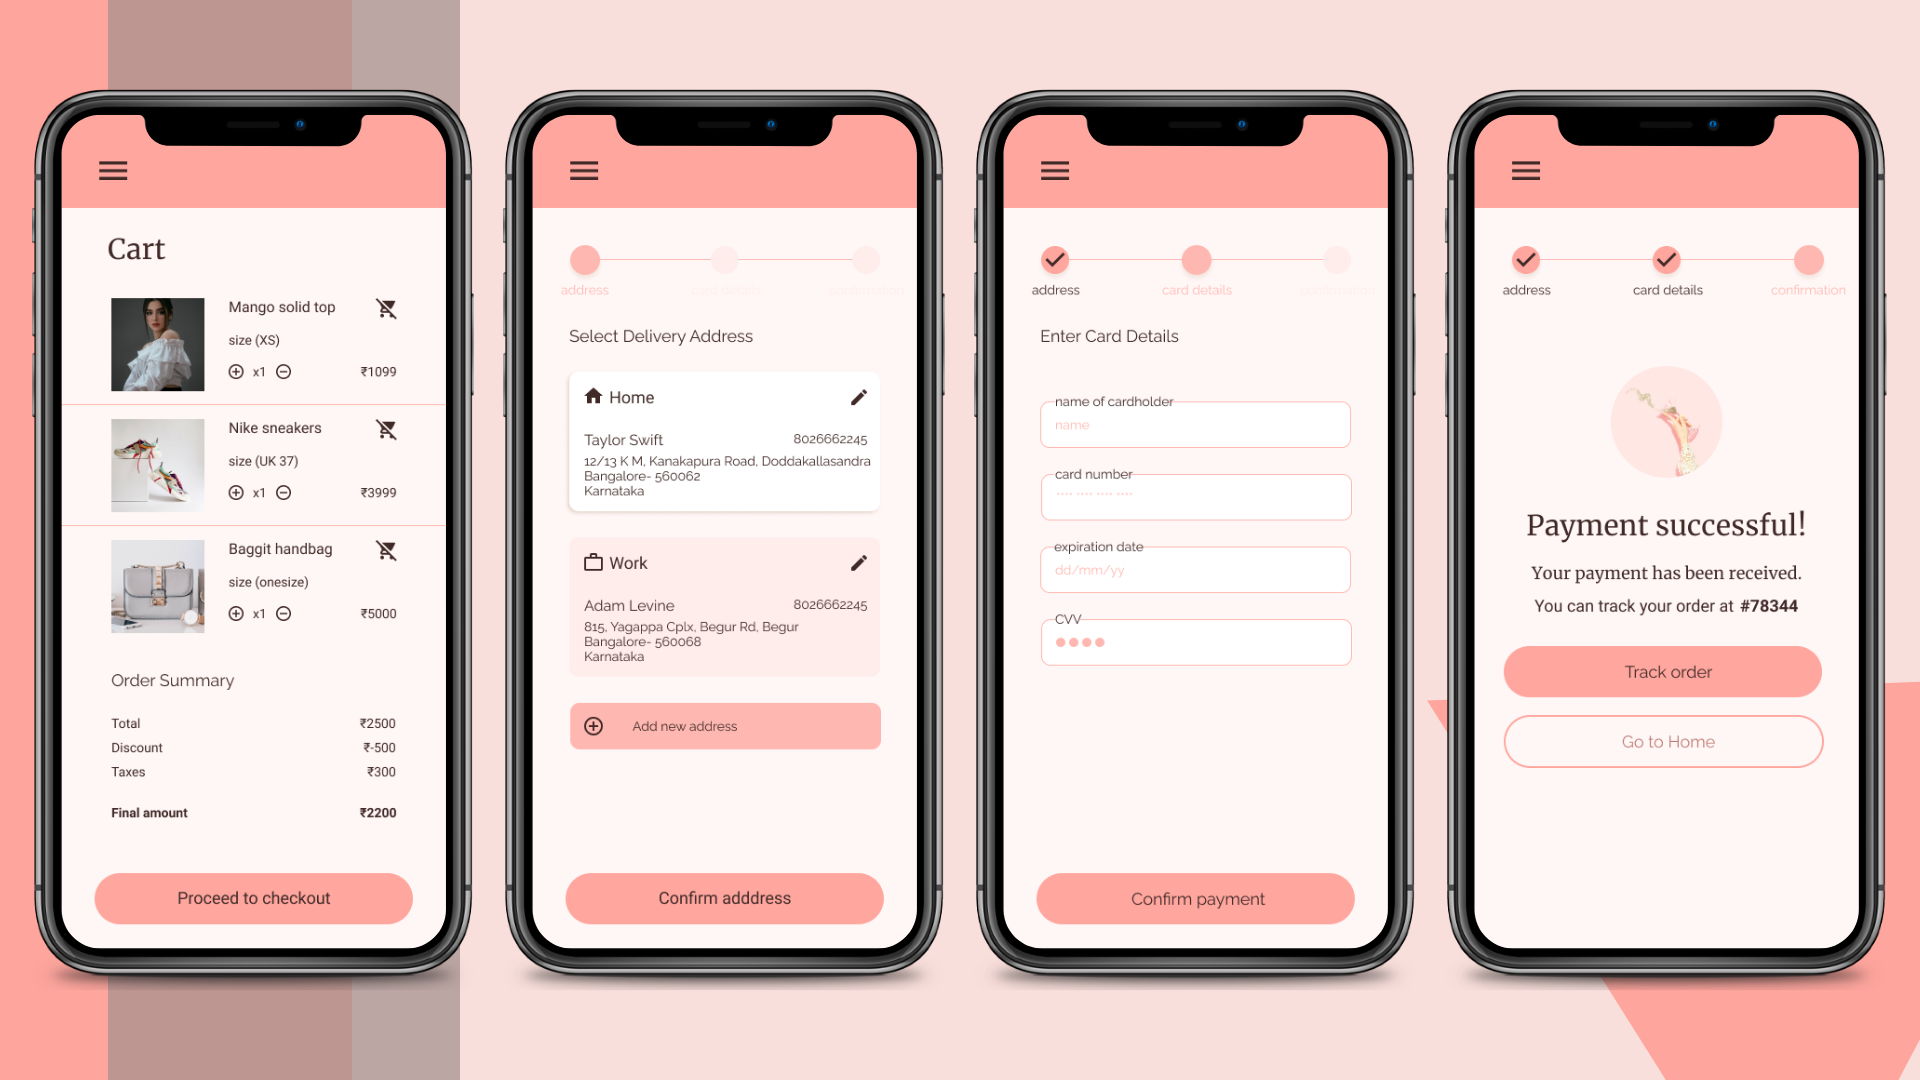 Cart
Mango solid top
size (XS)
x1 ₹1099
Nike sneakers
size (UK 37)
x1 ₹3999
Baggit handbag
size (onesize)
x1 ₹5000
Order Summary
Total ₹2500
Discount ₹-500
Taxes ₹300
Final amount ₹2200
Proceed to checkout
address card details confirmation
Select Delivery Address
Home
Taylor Swift 8026662245
12/13 K M, Kanakapura Road, Doddakallasandra
Bangalore- 560062
Karnataka
Work
Adam Levine 8026662245
815, Yagappa Cplx, Begur Rd, Begur
Bangalore- 560068
Karnataka
Add new address
Confirm adddress
address card details confirmation
Enter Card Details
name of cardholder
name
card number
**** **** **** ****
expiration date
dd/mm/yy
CVV
Confirm payment
address card details confirmation
Payment successful!
Your payment has been received.
You can track your order at #78344
Track order
Go to Home